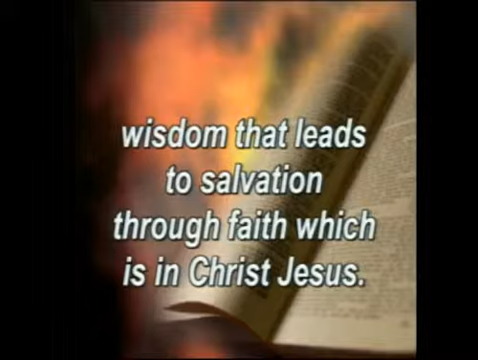 wisdom that leads
to salvation
through faith which
is in Christ Jesus.